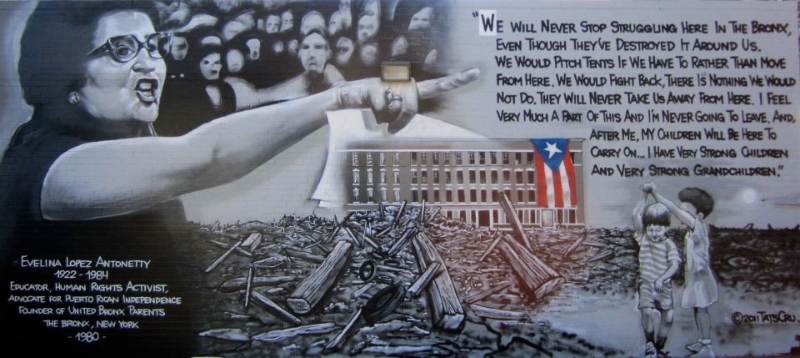 "We Will Never Stop Struggling Here In The Bronx,
Even Though They've Destroyed It Around Us.
We Would Pitch Tents If We Have To Rather Than Move
From Here. We Would Fight Back, There Is Nothing We Would
Not Do. They Will Never Take Us Away From Here. I Feel
Very Much A Part Of This And I'm Never Going To Leave, And,
After Me, My Children Will Be Here To
Carry On... I Have Very Strong Children
And Very Strong Grandchildren."
Evelina Lopez Antonetty
1922 - 1984
Educator, Human Rights Activist,
Advocate for Puerto Rican Independence
Founder of United Bronx Parents
The Bronx, New York
- 1980 -
©2011 TatsCru